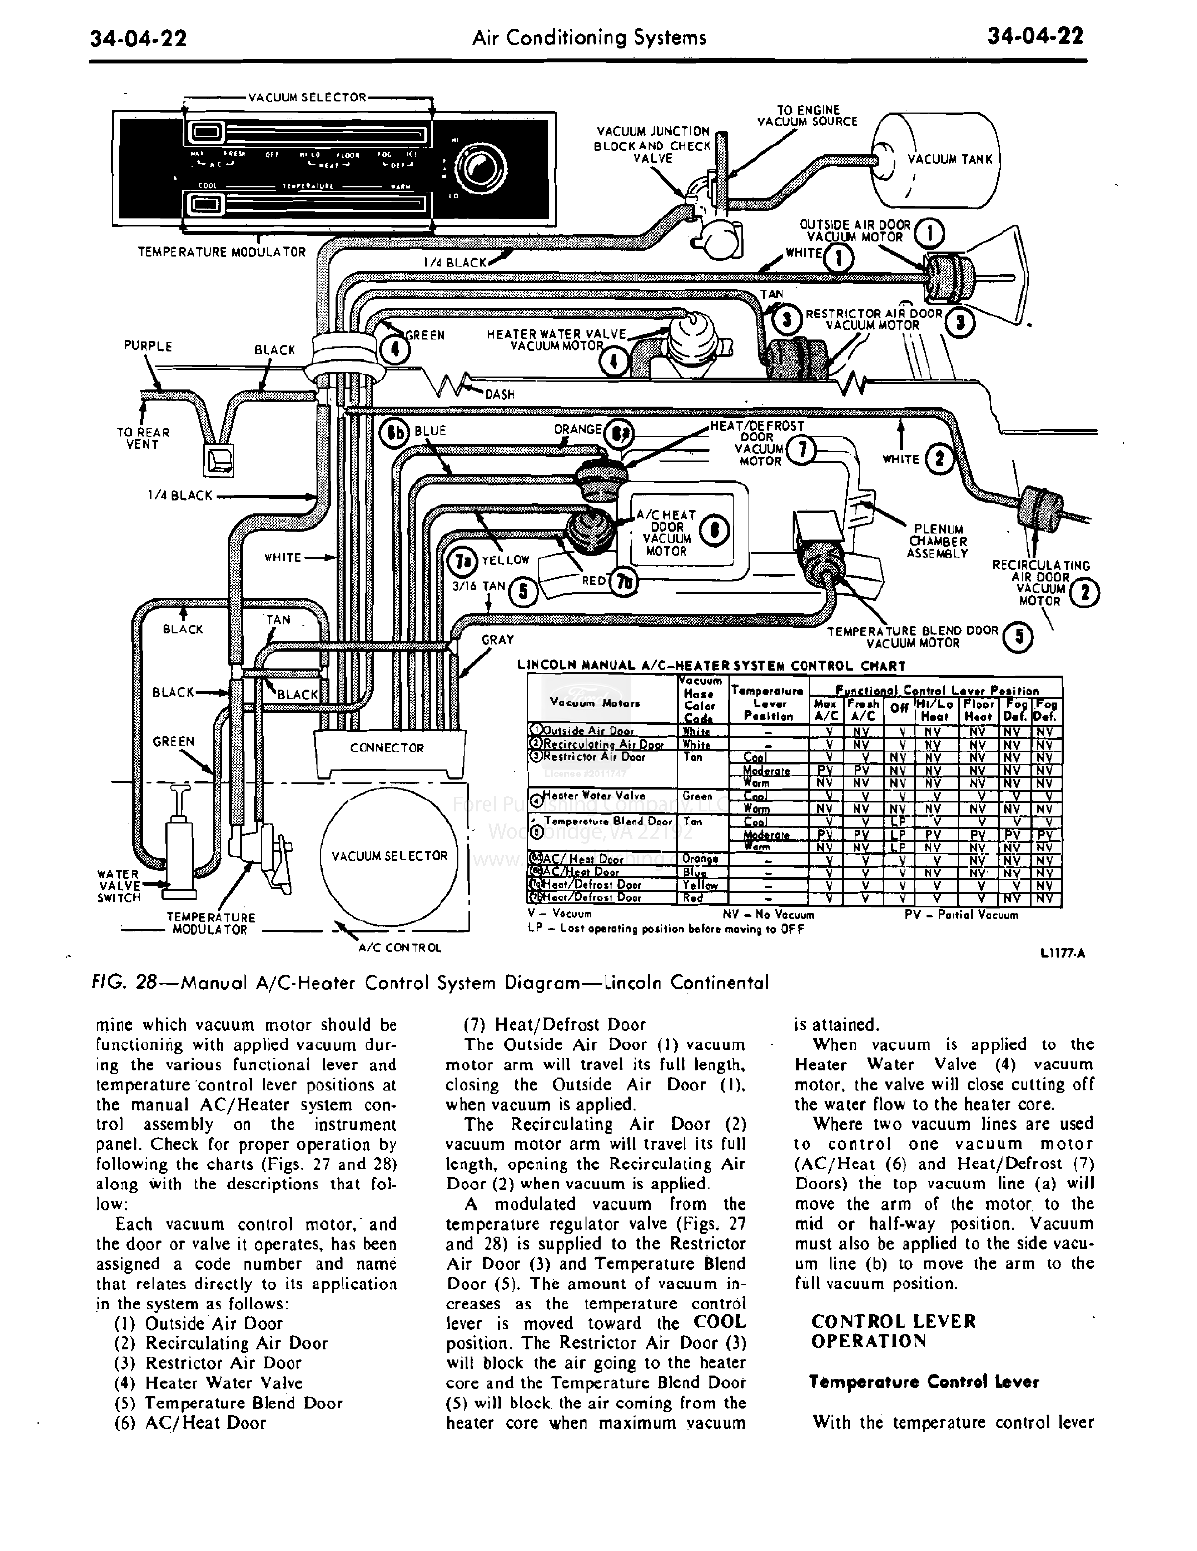 34-04-22
Air Conditioning Systems
34-04-22
VACUUM SELECTOR
MAX FRESH OFF HI-LO FLOOR FOG ICE
A/C HEAT DEF
COOL TEMPERATURE WARM
HI
FAN
LO
TEMPERATURE MODULATOR
VACUUM JUNCTION
BLOCK AND CHECK
VALVE
TO ENGINE
VACUUM SOURCE
VACUUM TANK
1/4 BLACK
OUTSIDE AIR DOOR
VACUUM MOTOR
1
WHITE 1
TAN
3
RESTRICTOR AIR DOOR
VACUUM MOTOR
3
GREEN
4
HEATER WATER VALVE
VACUUM MOTOR
4
PURPLE
BLACK
DASH
TO REAR
VENT
6b BLUE
ORANGE 6a
HEAT/DEFROST
DOOR
VACUUM
MOTOR
7
WHITE 2
1/4 BLACK
A/C HEAT
DOOR
VACUUM
MOTOR
6
PLENUM
CHAMBER
ASSEMBLY
WHITE
7a YELLOW
RED 7b
3/16 TAN 5
RECIRCULATING
AIR DOOR
VACUUM
MOTOR
2
BLACK
TAN
GRAY
TEMPERATURE BLEND DOOR
VACUUM MOTOR
5
BLACK
BLACK
GREEN
CONNECTOR
VACUUM SELECTOR
WATER
VALVE
SWITCH
TEMPERATURE
MODULATOR
A/C CONTROL
LINCOLN MANUAL A/C-HEATER SYSTEM CONTROL CHART
Vacuum Motors | Vacuum Hose Color Code | Temperature Lever Position | Functional Control Lever Position
Max A/C | Fresh A/C | Off | Hi/Lo Heat | Floor Heat | Fog Def. | Fog Def.
1 Outside Air Door White – V NV V NV NV NV NV
2 Recirculating Air Door White – V NV V NV NV NV NV
3 Restrictor Air Door Tan Cool V V NV NV NV NV NV
Moderate PV PV NV NV NV NV NV
Warm NV NV NV NV NV NV NV
4 Heater Water Valve Green Cool V V V V V V V
Worm NV NV NV NV NV NV NV
5 Temperature Blend Door Tan Cool V V LP V V V V
Moderate PV PV LP PV PV PV PV
Warm NV NV LP NV NV NV NV
6a AC/Heat Door Orange – V V V V V V V
6b AC/Heat Door Blue – V V V NV NV NV NV
7a Heat/Defrost Door Yellow – V V V V V V NV
7b Heat/Defrost Door Red – V V V V V NV NV
V – Vacuum NV – No Vacuum PV – Partial Vacuum
LP – Last operating position before moving to OFF
L1177-A
Ford
License #2011747
Forel Publishing Company, LLC
Woodbridge, VA 22192
FIG. 28—Manual A/C-Heater Control System Diagram—Lincoln Continental
mine which vacuum motor should be
functioning with applied vacuum dur-
ing the various functional lever and
temperature control lever positions at
the manual AC/Heater system con-
trol assembly on the instrument
panel. Check for proper operation by
following the charts (Figs. 27 and 28)
along with the descriptions that fol-
low:
Each vacuum control motor, and
the door or valve it operates, has been
assigned a code number and name
that relates directly to its application
in the system as follows:
(1) Outside Air Door
(2) Recirculating Air Door
(3) Restrictor Air Door
(4) Heater Water Valve
(5) Temperature Blend Door
(6) AC/Heat Door
(7) Heat/Defrost Door
The Outside Air Door (1) vacuum
motor arm will travel its full length,
closing the Outside Air Door (1),
when vacuum is applied.
The Recirculating Air Door (2)
vacuum motor arm will travel its full
length, opening the Recirculating Air
Door (2) when vacuum is applied.
A modulated vacuum from the
temperature regulator valve (Figs. 27
and 28) is supplied to the Restrictor
Air Door (3) and Temperature Blend
Door (5). The amount of vacuum in-
creases as the temperature control
lever is moved toward the COOL
position. The Restrictor Air Door (3)
will block the air going to the heater
core and the Temperature Blend Door
(5) will block the air coming from the
heater core when maximum vacuum
is attained.
When vacuum is applied to the
Heater Water Valve (4) vacuum
motor, the valve will close cutting off
the water flow to the heater core.
Where two vacuum lines are used
to control one vacuum motor
(AC/Heat (6) and Heat/Defrost (7)
Doors) the top vacuum line (a) will
move the arm of the motor to the
mid or half-way position. Vacuum
must also be applied to the side vacu-
um line (b) to move the arm to the
full vacuum position.
CONTROL LEVER
OPERATION
Temperature Control Lever
With the temperature control lever